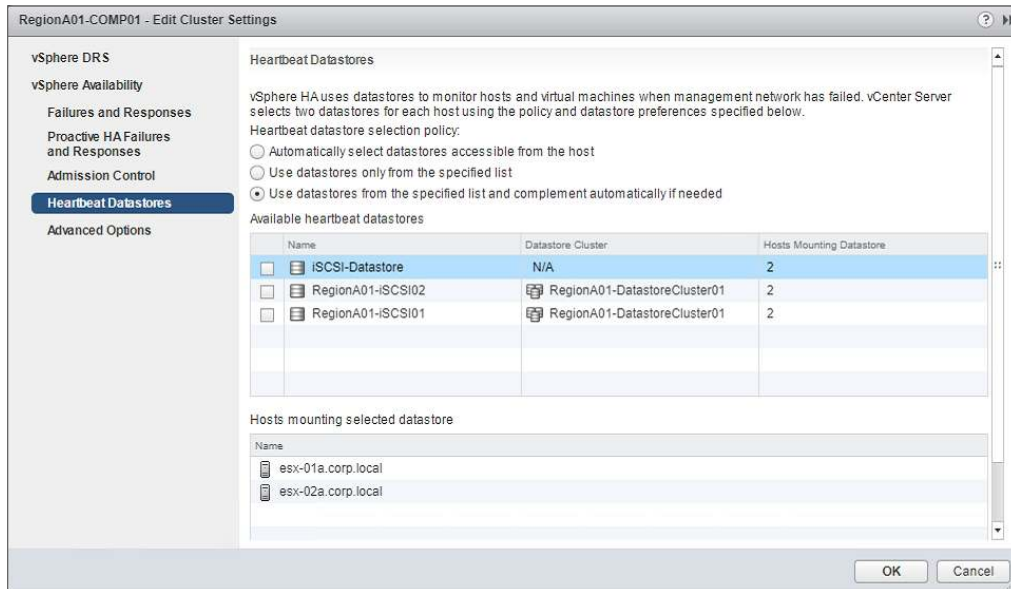 RegionA01-COMP01 - Edit Cluster Settings
?
vSphere DRS
vSphere Availability
Failures and Responses
Proactive HA Failures
and Responses
Admission Control
Heartbeat Datastores
Advanced Options
Heartbeat Datastores
vSphere HA uses datastores to monitor hosts and virtual machines when management network has failed. vCenter Server
selects two datastores for each host using the policy and datastore preferences specified below.
Heartbeat datastore selection policy:
Automatically select datastores accessible from the host
Use datastores only from the specified list
Use datastores from the specified list and complement automatically if needed
Available heartbeat datastores
Name Datastore Cluster Hosts Mounting Datastore
iSCSI-Datastore N/A 2
RegionA01-iSCSI02 RegionA01-DatastoreCluster01 2
RegionA01-iSCSI01 RegionA01-DatastoreCluster01 2
Hosts mounting selected datastore
Name
esx-01a.corp.local
esx-02a.corp.local
OK Cancel